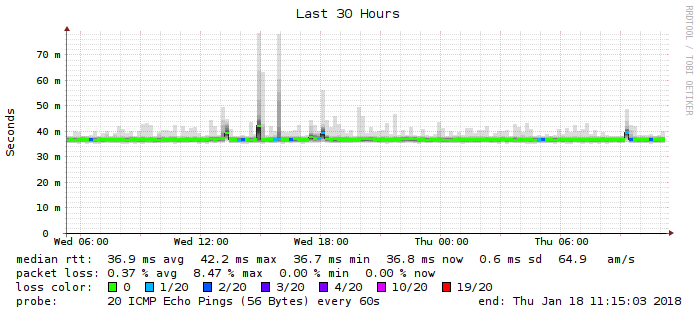 Last 30 Hours
RRDTOOL / TOBI OETIKER
Seconds
70 m
60 m
50 m
40 m
30 m
20 m
10 m
0
Wed 06:00 Wed 12:00 Wed 18:00 Thu 00:00 Thu 06:00
median rtt: 36.9 ms avg 42.2 ms max 36.7 ms min 36.8 ms now 0.6 ms sd 64.9 am/s
packet loss: 0.37 % avg 8.47 % max 0.00 % min 0.00 % now
loss color: 0 1/20 2/20 3/20 4/20 10/20 19/20
probe: 20 ICMP Echo Pings (56 Bytes) every 60s end: Thu Jan 18 11:15:03 2018